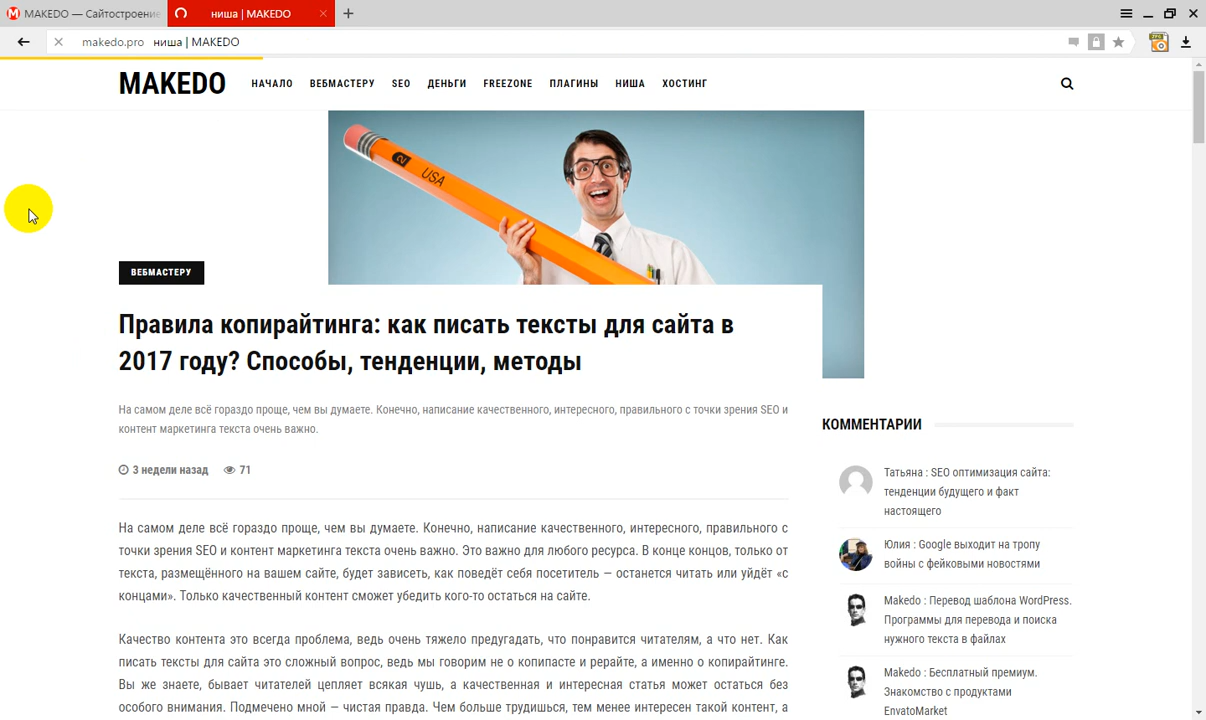 MAKEDO — Сайтостроение
ниша | MAKEDO
makedo.pro ниша | MAKEDO
MAKEDO
НАЧАЛО ВЕБМАСТЕРУ SEO ДЕНЬГИ FREEZONE ПЛАГИНЫ НИША ХОСТИНГ
2 USA
ВЕБМАСТЕРУ
Правила копирайтинга: как писать тексты для сайта в
2017 году? Способы, тенденции, методы
На самом деле всё гораздо проще, чем вы думаете. Конечно, написание качественного, интересного, правильного с точки зрения SEO и
контент маркетинга текста очень важно.
3 недели назад 71
На самом деле всё гораздо проще, чем вы думаете. Конечно, написание качественного, интересного, правильного с
точки зрения SEO и контент маркетинга текста очень важно. Это важно для любого ресурса. В конце концов, только от
текста, размещённого на вашем сайте, будет зависеть, как поведёт себя посетитель — останется читать или уйдёт «с
концами». Только качественный контент сможет убедить кого-то остаться на сайте.
Качество контента это всегда проблема, ведь очень тяжело предугадать, что понравится читателям, а что нет. Как
писать тексты для сайта это сложный вопрос, ведь мы говорим не о копипасте и рерайте, а именно о копирайтинге.
Вы же знаете, бывает читателей цепляет всякая чушь, а качественная и интересная статья может остаться без
особого внимания. Подмечено мной — чистая правда. Чем больше трудишься, тем менее интересен такой контент, а
КОММЕНТАРИИ
Татьяна : SEO оптимизация сайта:
тенденции будущего и факт
настоящего
Юлия : Google выходит на тропу
войны с фейковыми новостями
Makedo : Перевод шаблона WordPress.
Программы для перевода и поиска
нужного текста в файлах
Makedo : Бесплатный премиум.
Знакомство с продуктами
EnvatoMarket